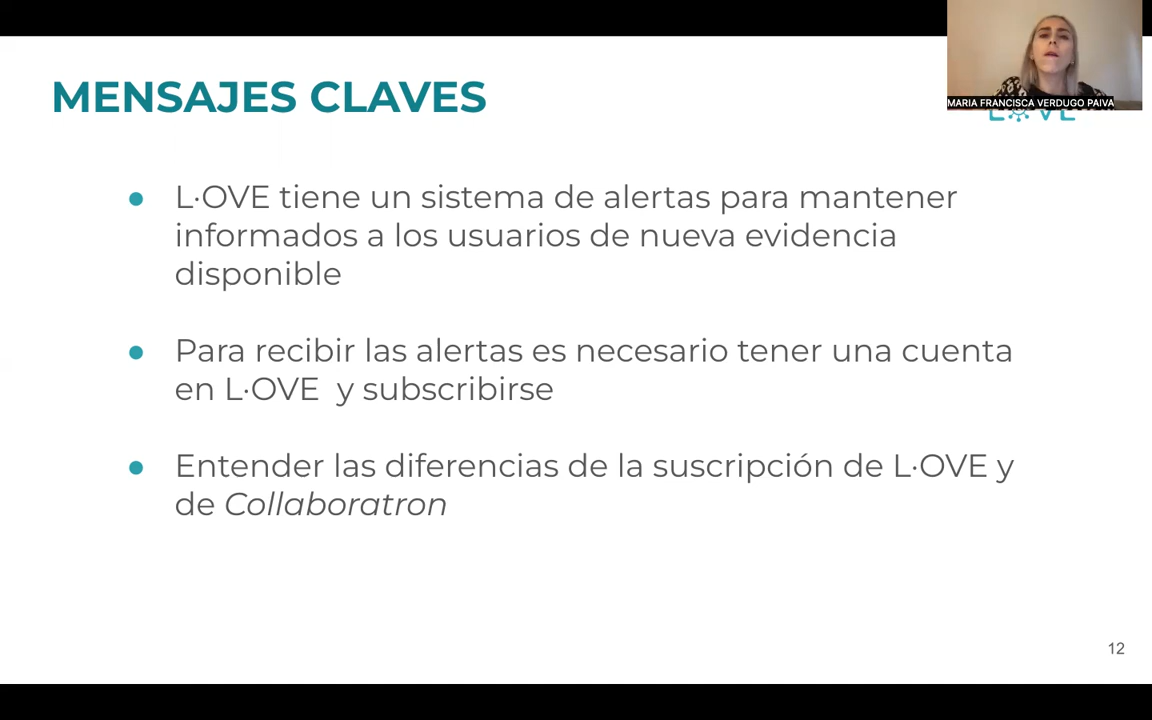 MENSAJES CLAVES
MARIA FRANCISCA VERDUGO PAIVA
L·OVE
● L·OVE tiene un sistema de alertas para mantener
informados a los usuarios de nueva evidencia
disponible
● Para recibir las alertas es necesario tener una cuenta
en L·OVE y subscribirse
● Entender las diferencias de la suscripción de L·OVE y
de Collaboratron
12